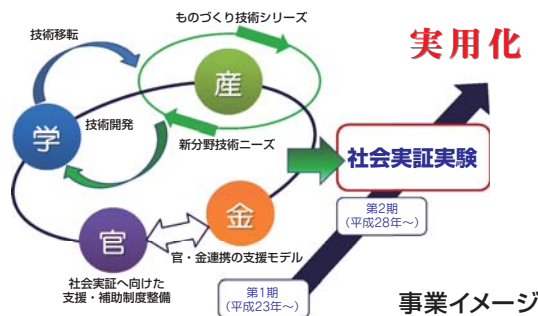 ものづくり技術シリーズ
技術移転
実用化
産
学
技術開発
新分野技術ニーズ
社会実証実験
官
金
第2期
（平成28年～）
官・金連携の支援モデル
社会実証へ向けた
支援・補助制度整備
第1期
（平成23年～）
事業イメージ